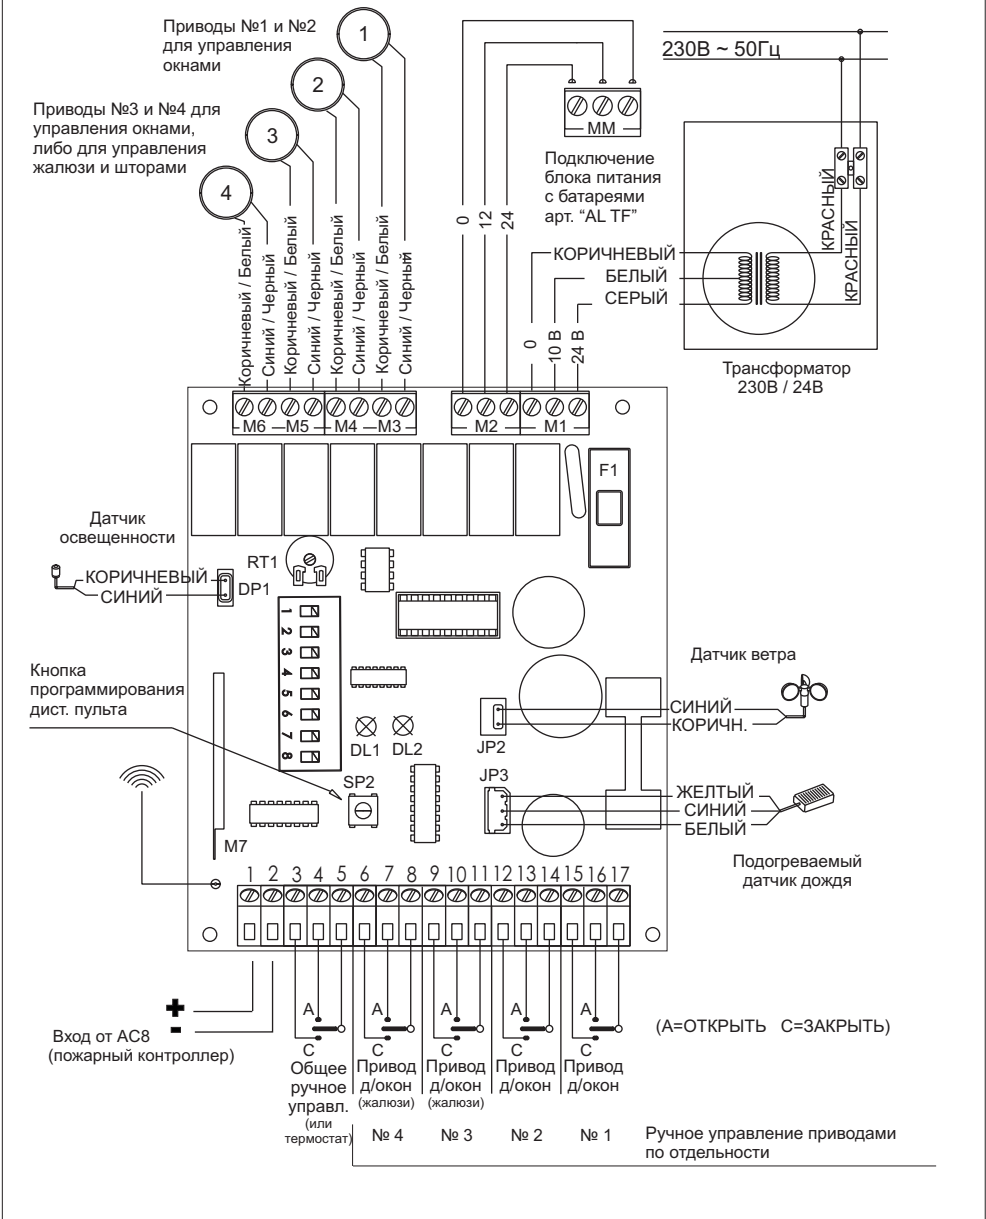 Приводы №1 и №2
для управления
окнами
1
230В ~ 50Гц
2
Приводы №3 и №4 для
управления окнами,
либо для управления
жалюзи и шторами
3
4
ММ
Подключение
блока питания
с батареями
арт. “AL TF”
КРАСНЫЙ
КРАСНЫЙ
0
12
24
КОРИЧНЕВЫЙ
БЕЛЫЙ
СЕРЫЙ
Коричневый / Белый
Синий / Черный
Коричневый / Белый
Синий / Черный
Коричневый / Белый
Синий / Черный
Коричневый / Белый
Синий / Черный
0
10 В
24 В
Трансформатор
230В / 24В
M6
M5
M4
M3
M2
M1
F1
Датчик
освещенности
RT1
КОРИЧНЕВЫЙ
СИНИЙ
DP1
1
2
3
4
5
6
7
8
Кнопка
программирования
дист. пульта
Датчик ветра
СИНИЙ
КОРИЧН.
DL1
DL2
JP2
SP2
JP3
ЖЕЛТЫЙ
СИНИЙ
БЕЛЫЙ
M7
Подогреваемый
датчик дождя
1 2 3 4 5 6 7 8 9 10 11 12 13 14 15 16 17
+
-
Вход от АС8
(пожарный контроллер)
А
С
А
С
А
С
А
С
А
С
(А=ОТКРЫТЬ С=ЗАКРЫТЬ)
Общее
ручное
управл.
(или
термостат)
Привод
д/окон
(жалюзи)
№ 4
Привод
д/окон
(жалюзи)
№ 3
Привод
д/окон
№ 2
Привод
д/окон
№ 1
Ручное управление приводами
по отдельности